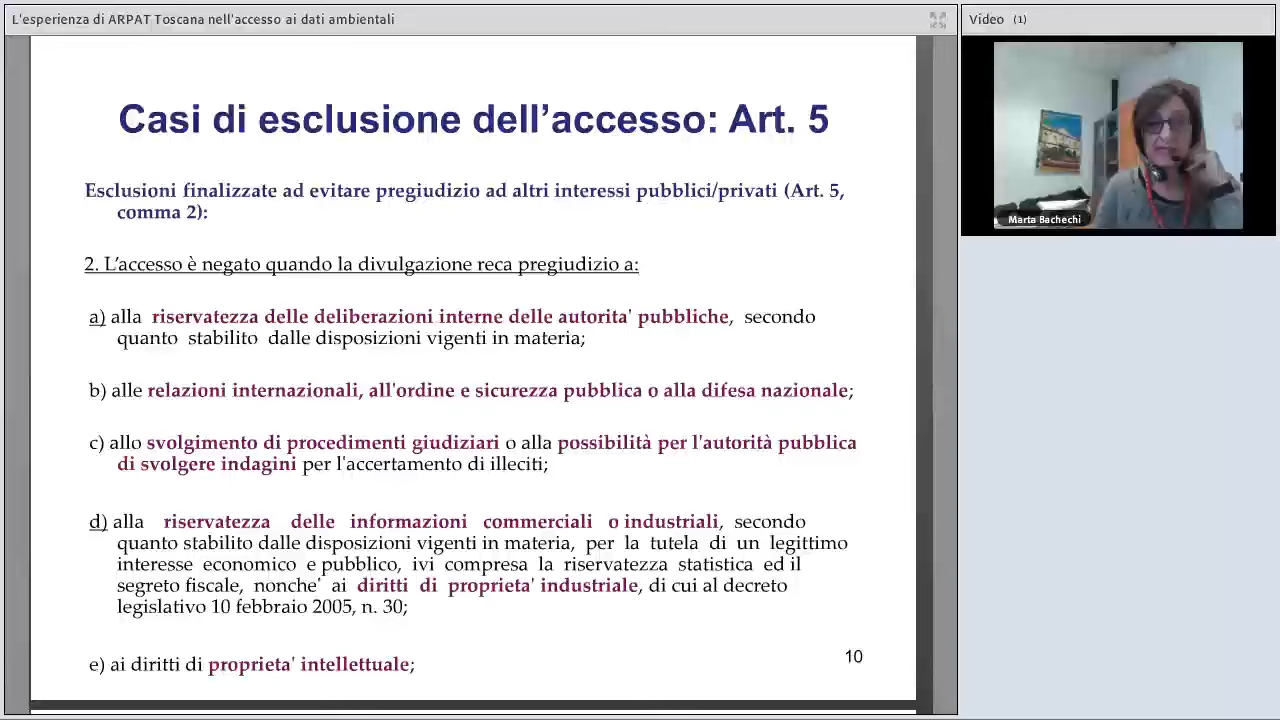 L'esperienza di ARPAT Toscana nell'accesso ai dati ambientali
Video (1)
Marta Bachechi
Casi di esclusione dell’accesso: Art. 5
Esclusioni finalizzate ad evitare pregiudizio ad altri interessi pubblici/privati (Art. 5,
comma 2):
2. L’accesso è negato quando la divulgazione reca pregiudizio a:
a) alla riservatezza delle deliberazioni interne delle autorita' pubbliche, secondo
quanto stabilito dalle disposizioni vigenti in materia;
b) alle relazioni internazionali, all'ordine e sicurezza pubblica o alla difesa nazionale;
c) allo svolgimento di procedimenti giudiziari o alla possibilità per l'autorità pubblica
di svolgere indagini per l'accertamento di illeciti;
d) alla riservatezza delle informazioni commerciali o industriali, secondo
quanto stabilito dalle disposizioni vigenti in materia, per la tutela di un legittimo
interesse economico e pubblico, ivi compresa la riservatezza statistica ed il
segreto fiscale, nonche' ai diritti di proprieta' industriale, di cui al decreto
legislativo 10 febbraio 2005, n. 30;
e) ai diritti di proprieta' intellettuale;
10